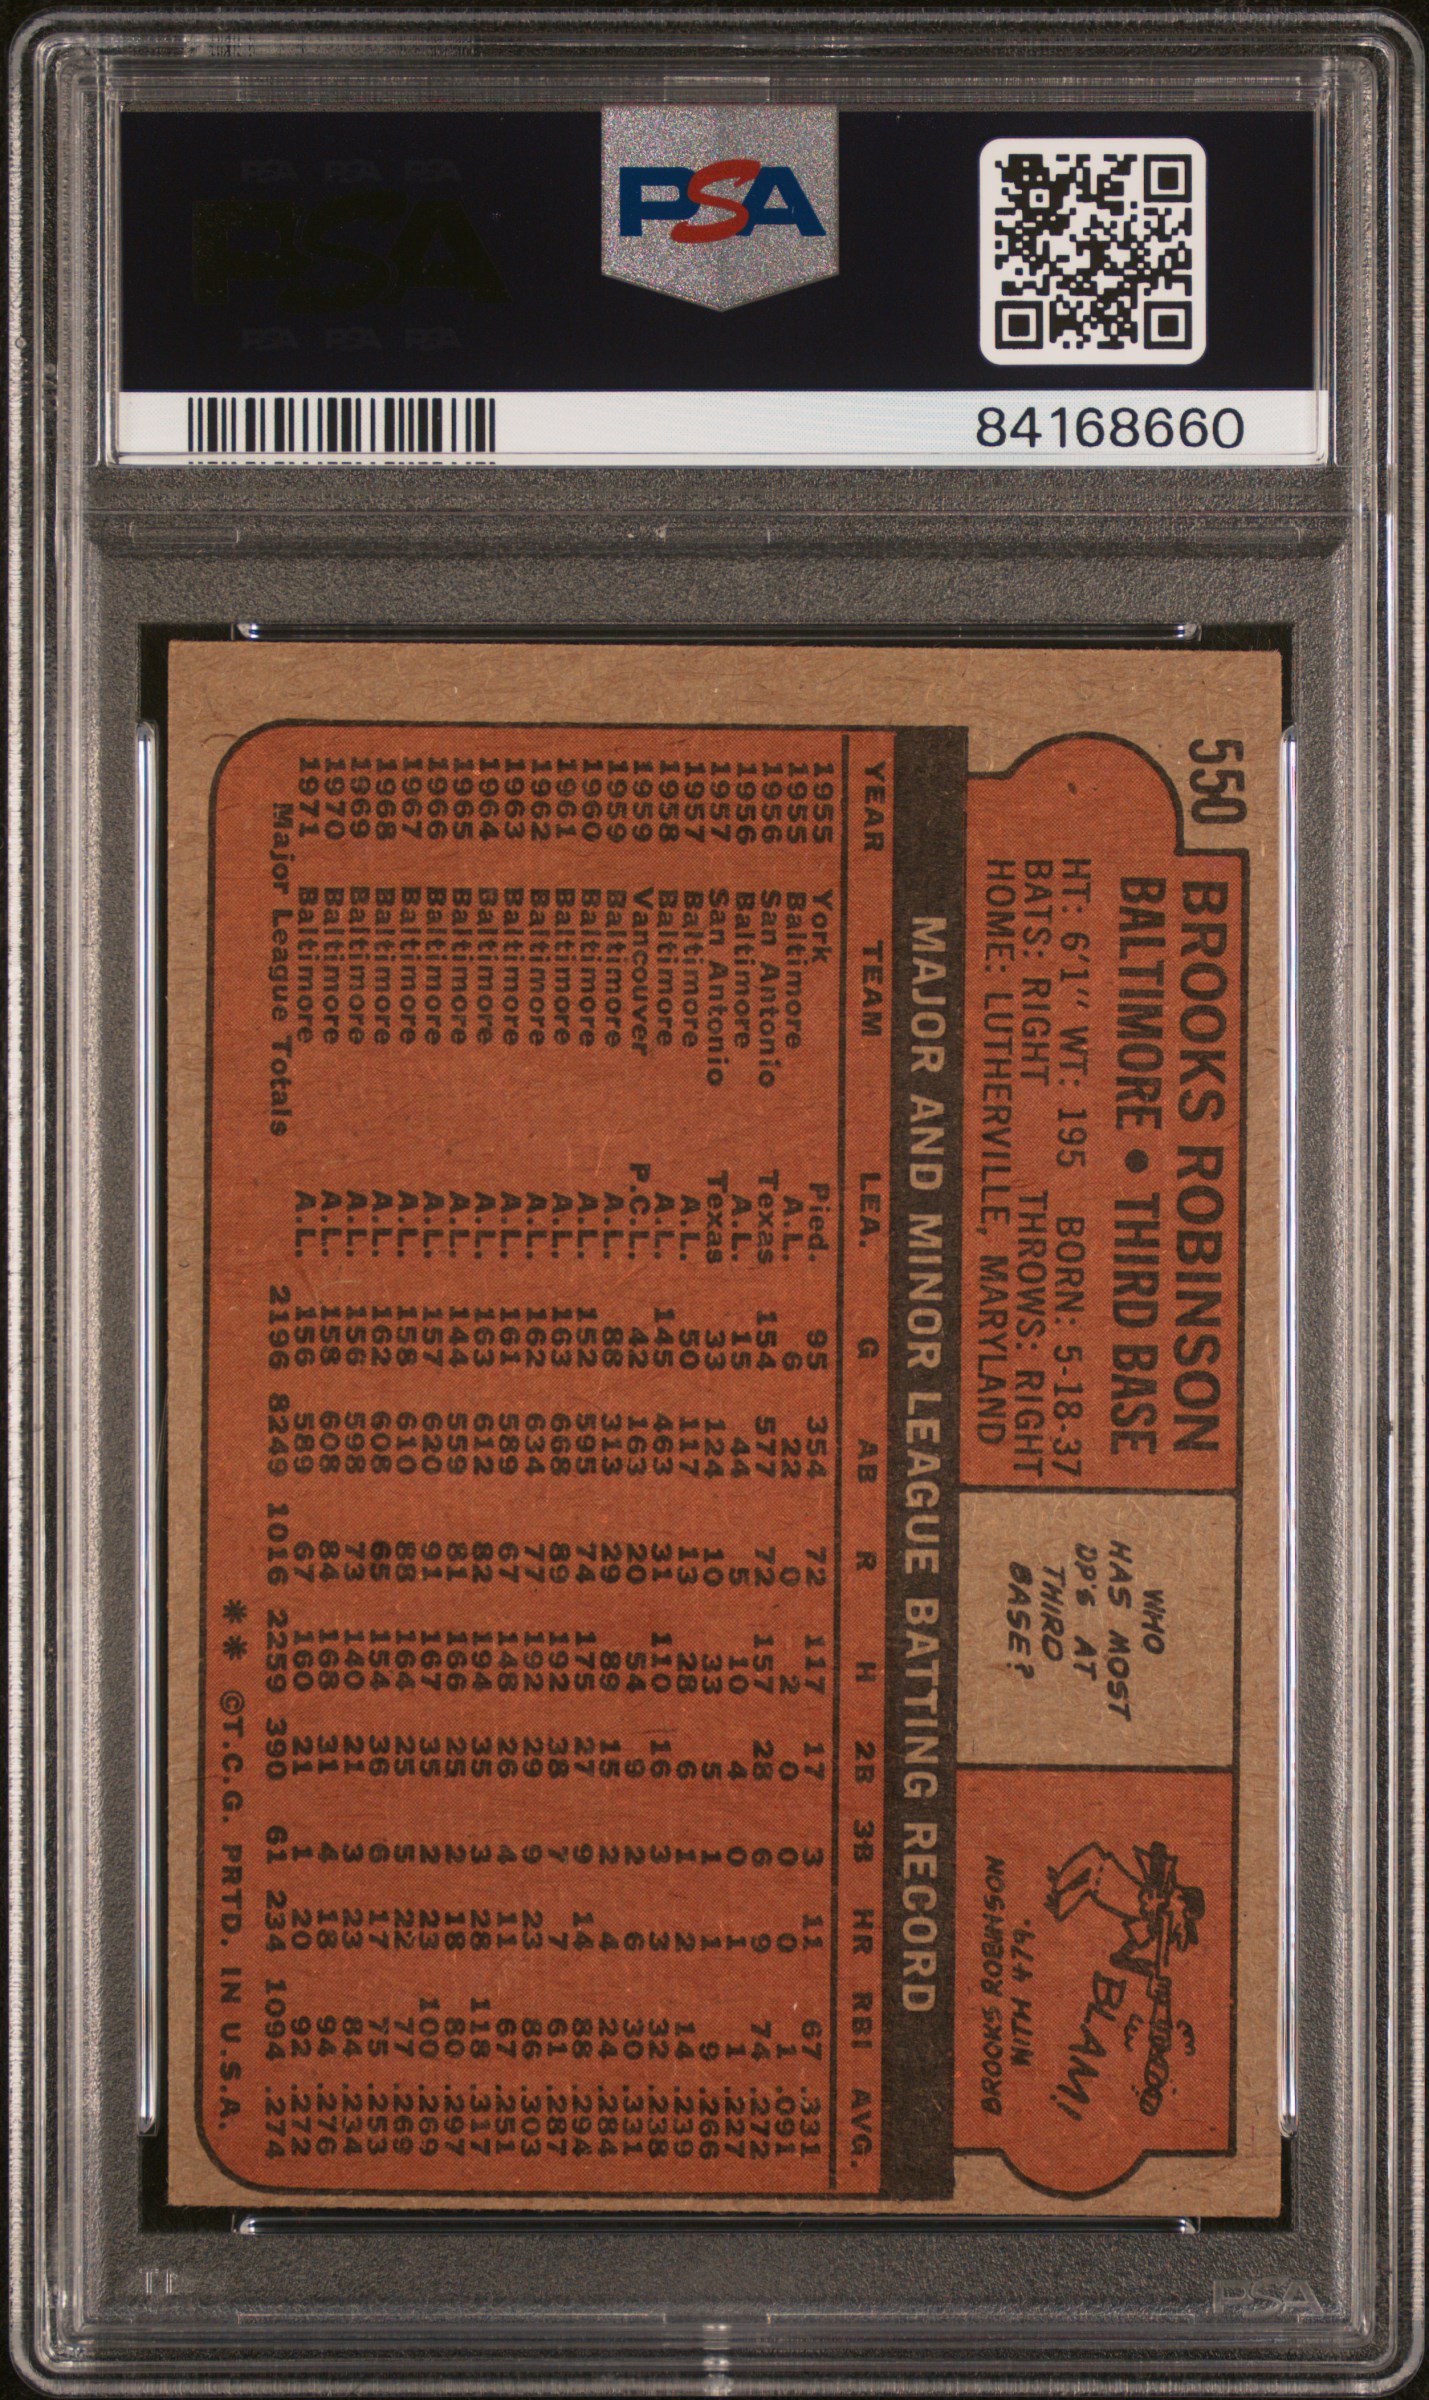 PSA PSA PSA
PSA
PSA PSA PSA
PSA
84168660
550
BROOKS ROBINSON
BALTIMORE • THIRD BASE
HT: 6'1" WT: 195 BORN: 5-18-37
BATS: RIGHT THROWS: RIGHT
HOME: LUTHERVILLE, MARYLAND
WHO
HAS MOST
DP'S AT
THIRD
BASE?
BLAM!
BROOKS ROBINSON
WITH 479.
MAJOR AND MINOR LEAGUE BATTING RECORD
YEAR TEAM LEA. G AB R H 2B 3B HR RBI AVG.
1955 York Pied. 95 354 72 117 17 3 11 67 .331
1955 Baltimore A.L. 6 22 0 2 0 0 0 1 .091
1956 San Antonio Texas 154 577 72 157 28 6 9 74 .272
1956 Baltimore A.L. 15 44 5 10 4 0 1 1 .227
1957 San Antonio Texas 33 124 10 33 5 1 1 9 .266
1957 Baltimore A.L. 50 117 13 28 6 1 2 14 .239
1958 Baltimore A.L. 145 463 31 110 16 3 3 32 .238
1959 Vancouver P.C.L. 42 163 20 54 9 2 6 30 .331
1959 Baltimore A.L. 88 313 29 89 15 2 4 24 .284
1960 Baltimore A.L. 152 595 74 175 27 9 14 88 .294
1961 Baltimore A.L. 163 668 89 192 38 7 7 61 .287
1962 Baltimore A.L. 162 634 77 192 29 9 23 86 .303
1963 Baltimore A.L. 161 589 67 148 26 4 11 67 .251
1964 Baltimore A.L. 163 612 82 194 35 3 28 118 .317
1965 Baltimore A.L. 144 559 81 166 25 2 18 80 .297
1966 Baltimore A.L. 157 620 91 167 35 2 23 100 .269
1967 Baltimore A.L. 158 610 88 164 25 5 22 77 .269
1968 Baltimore A.L. 162 608 65 154 36 6 17 75 .253
1969 Baltimore A.L. 156 598 73 140 21 3 23 84 .234
1970 Baltimore A.L. 158 608 84 168 31 4 18 94 .276
1971 Baltimore A.L. 156 589 67 160 21 1 20 92 .272
Major League Totals 2196 8249 1016 2259 390 61 234 1094 .274
** ©T.C.G. PRTD. IN U.S.A.
PSA